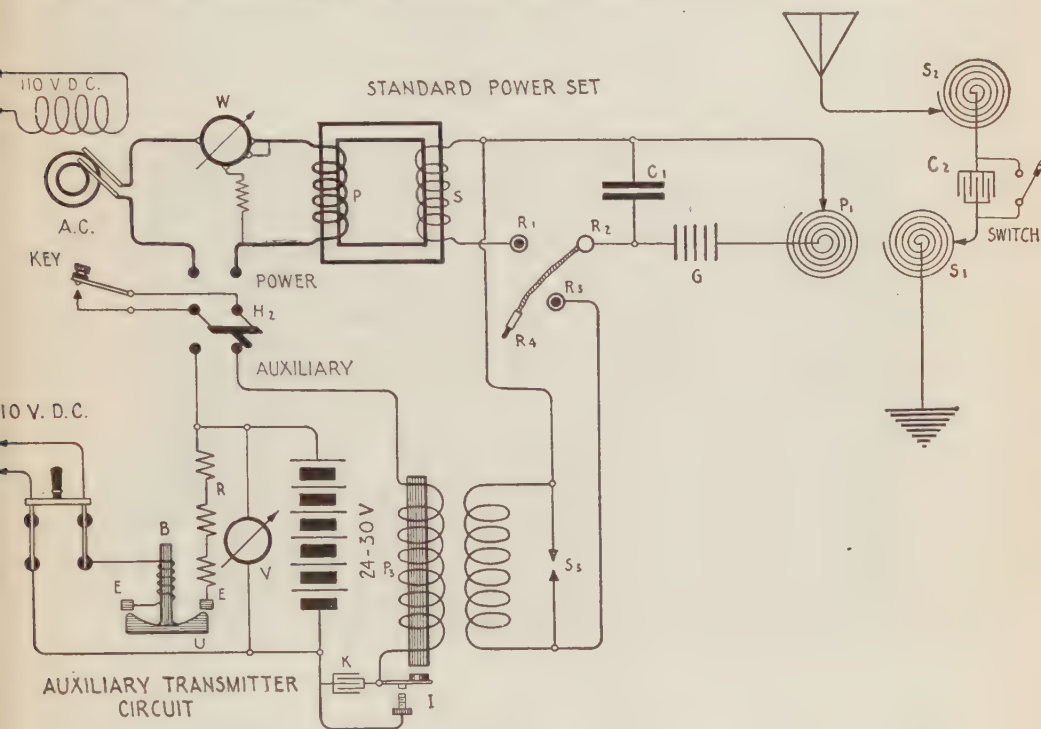 110 V D.C.
W
STANDARD POWER SET
S2
A.C.
P
S
C1
C2
P1
R1
R2
G
S1
SWITCH
KEY
POWER
H2
R3
R4
AUXILIARY
10 V. D.C.
R
B
V
24-30 V
P3
S3
E
E
U
K
I
AUXILIARY TRANSMITTER
CIRCUIT